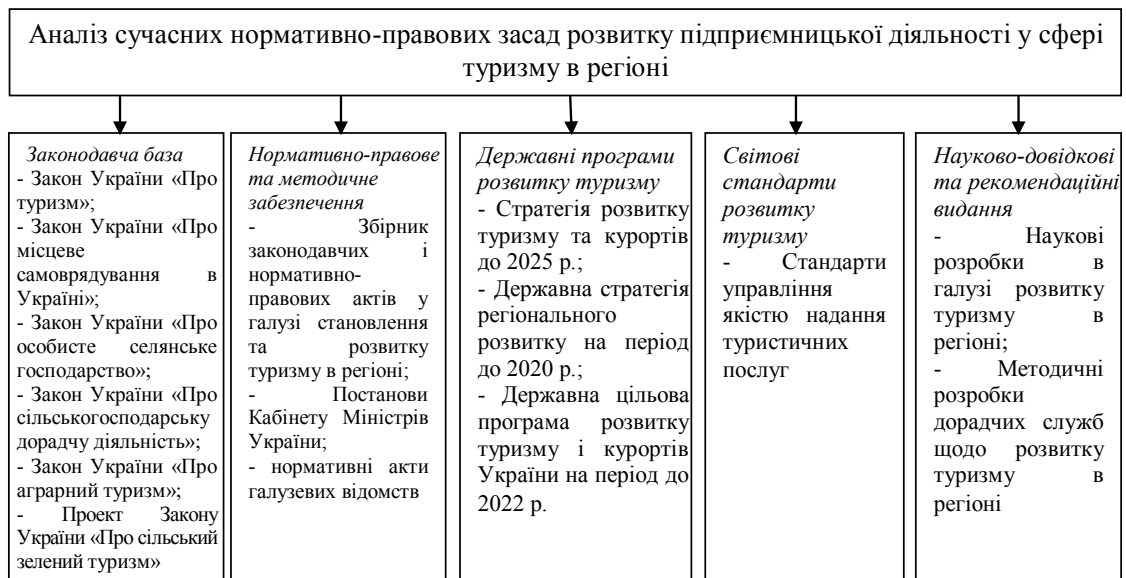 Аналіз сучасних нормативно-правових засад розвитку підприємницької діяльності у сфері
туризму в регіоні
Законодавча база
- Закон України «Про
туризм»;
- Закон України «Про
місцеве
самоврядування в
Україні»;
- Закон України «Про
особисте селянське
господарство»;
- Закон України «Про
сільськогосподарську
дорадчу діяльність»;
- Закон України «Про
аграрний туризм»;
- Проект Закону
України «Про сільський
зелений туризм»
Нормативно-правове
та методичне
забезпечення
- Збірник
законодавчих і
нормативно-
правових актів у
галузі становлення
та розвитку
туризму в регіоні;
- Постанови
Кабінету Міністрів
України;
- нормативні акти
галузевих відомств
Державні програми
розвитку туризму
- Стратегія розвитку
туризму та курортів
до 2025 р.;
- Державна стратегія
регіонального
розвитку на період
до 2020 р.;
- Державна цільова
програма розвитку
туризму і курортів
України на період до
2022 р.
Світові
стандарти
розвитку
туризму
- Стандарти
управління
якістю надання
туристичних
послуг
Науково-довідкові
та рекомендаційні
видання
- Наукові
розробки в
галузі розвитку
туризму в
регіоні;
- Методичні
розробки
дорадчих служб
щодо розвитку
туризму в
регіоні